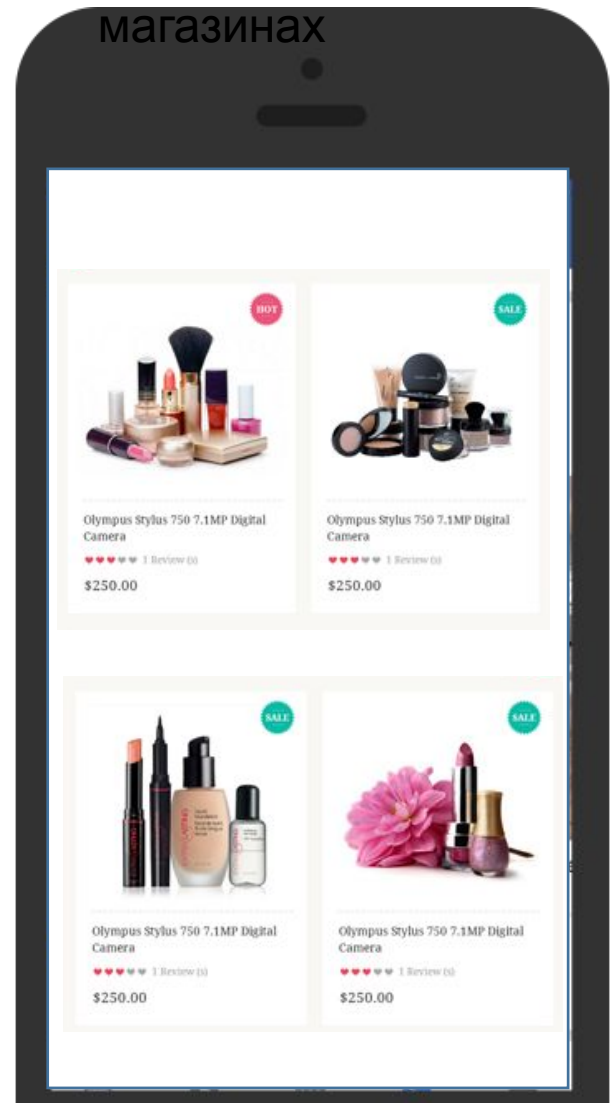 магазинах
HOT
SALE
Olympus Stylus 750 7.1MP Digital
Camera
1 Review (s)
$250.00
Olympus Stylus 750 7.1MP Digital
Camera
1 Review (s)
$250.00
SALE
SALE
Olympus Stylus 750 7.1MP Digital
Camera
1 Review (s)
$250.00
Olympus Stylus 750 7.1MP Digital
Camera
1 Review (s)
$250.00